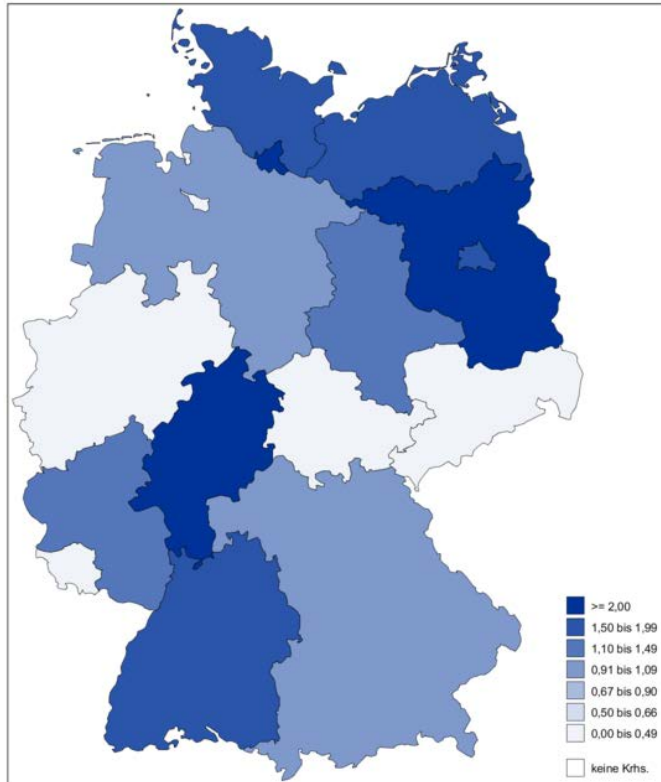 >= 2,00
1,50 bis 1,99
1,10 bis 1,49
0,91 bis 1,09
0,67 bis 0,90
0,50 bis 0,66
0,00 bis 0,49
keine Krhs.